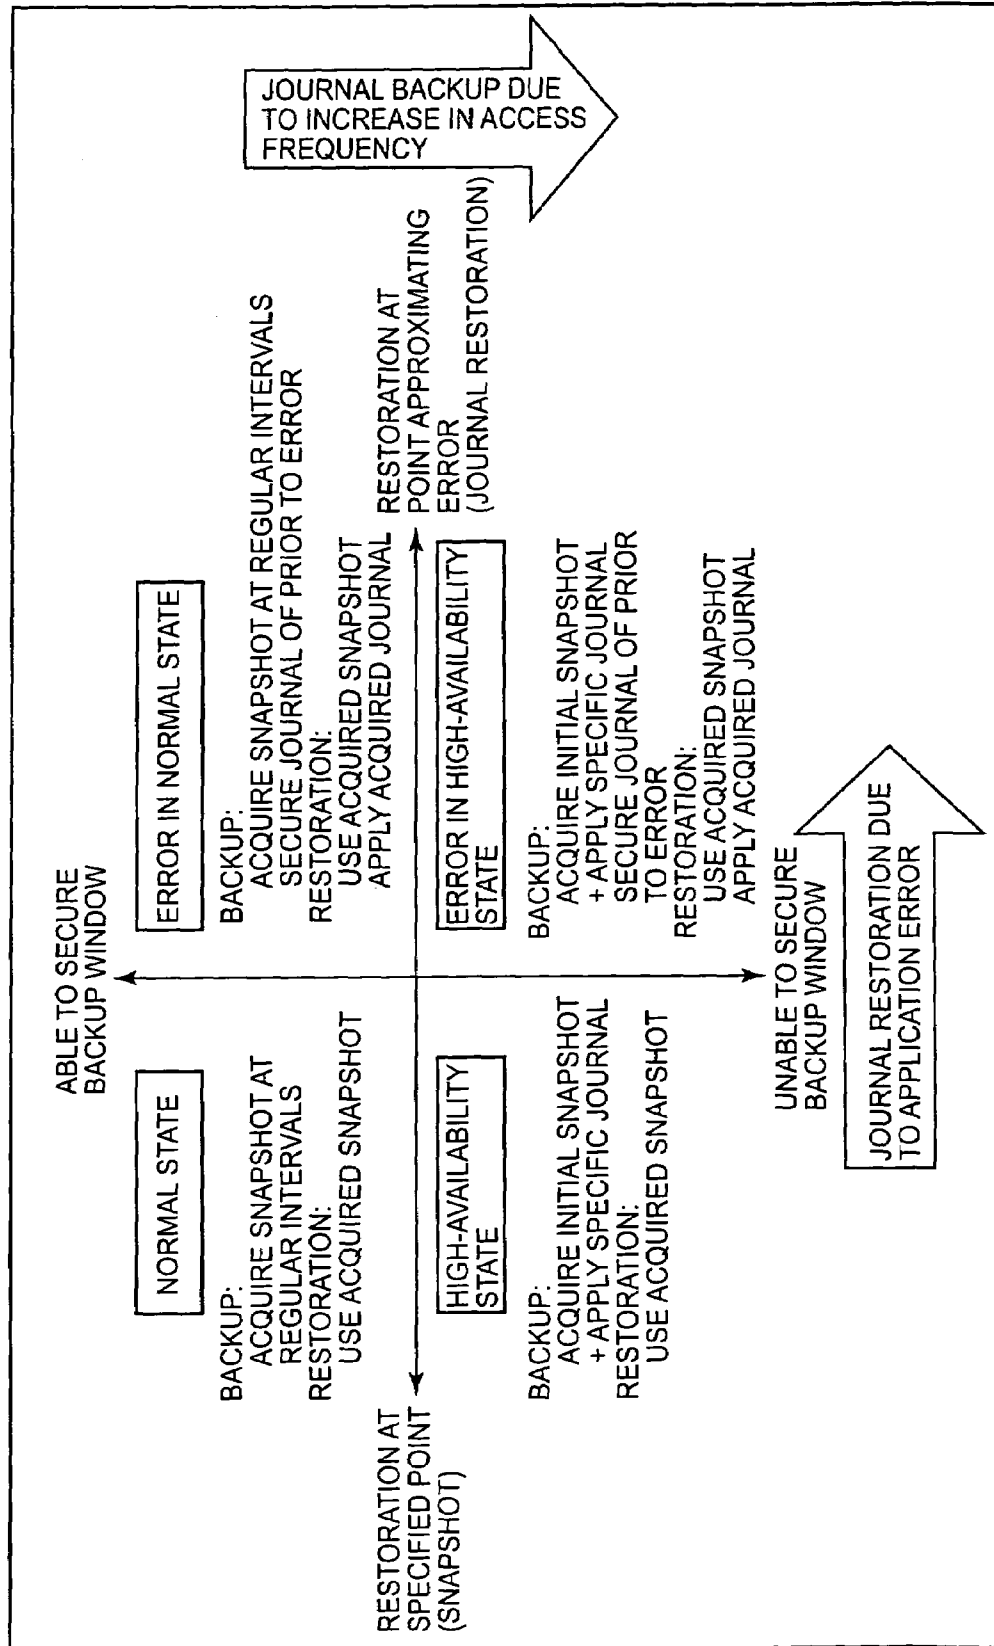 ABLE TO SECURE
BACKUP WINDOW
NORMAL STATE
BACKUP:
ACQUIRE SNAPSHOT AT
REGULAR INTERVALS
RESTORATION:
USE ACQUIRED SNAPSHOT
ERROR IN NORMAL STATE
BACKUP:
ACQUIRE SNAPSHOT AT REGULAR INTERVALS
SECURE JOURNAL OF PRIOR TO ERROR
RESTORATION:
USE ACQUIRED SNAPSHOT
APPLY ACQUIRED JOURNAL
JOURNAL BACKUP DUE
TO INCREASE IN ACCESS
FREQUENCY
RESTORATION AT
SPECIFIED POINT
(SNAPSHOT)
RESTORATION AT
POINT APPROXIMATING
ERROR
(JOURNAL RESTORATION)
HIGH-AVAILABILITY
STATE
BACKUP:
ACQUIRE INITIAL SNAPSHOT
+ APPLY SPECIFIC JOURNAL
RESTORATION:
USE ACQUIRED SNAPSHOT
ERROR IN HIGH-AVAILABILITY
STATE
BACKUP:
ACQUIRE INITIAL SNAPSHOT
+ APPLY SPECIFIC JOURNAL
SECURE JOURNAL OF PRIOR
TO ERROR
RESTORATION:
USE ACQUIRED SNAPSHOT
APPLY ACQUIRED JOURNAL
UNABLE TO SECURE
BACKUP WINDOW
JOURNAL RESTORATION DUE
TO APPLICATION ERROR